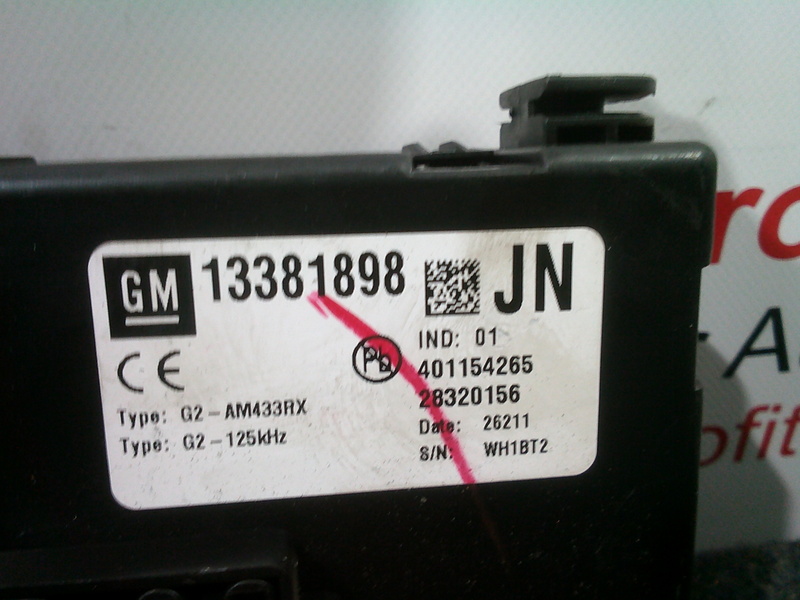 GM 13381898 JN
IND: 01
CE Pb 401154265
28320156
Type: G2-AM433RX
Date: 26211
Type: G2-125kHz
S/N: WH1BT2